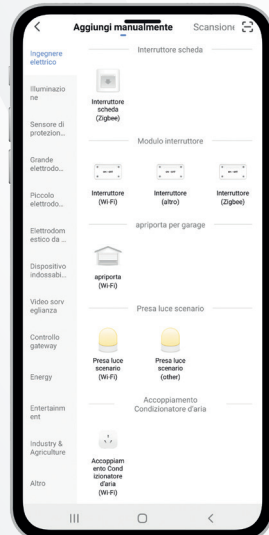 Aggiungi manualmente
Scansione
Ingegnere
elettrico
Illuminazio
ne
Sensore di
protezion...
Grande
elettrodo...
Piccolo
elettrodo...
Elettrodom
estico da ...
Dispositivo
indossabi...
Video sorv
eglianza
Controllo
gateway
Energy
Entertainm
ent
Industry &
Agriculture
Altro
Interruttore scheda
Interruttore
scheda
(Zigbee)
Modulo interruttore
Interruttore
(Wi-Fi)
Interruttore
(altro)
Interruttore
(Zigbee)
apriporta per garage
apriporta
(Wi-Fi)
Presa luce scenario
Presa luce
scenario
(Wi-Fi)
Presa luce
scenario
(other)
Accoppiamento
Condizionatore d'aria
Accoppiam
ento Cond
izionatore
d'aria
(Wi-Fi)